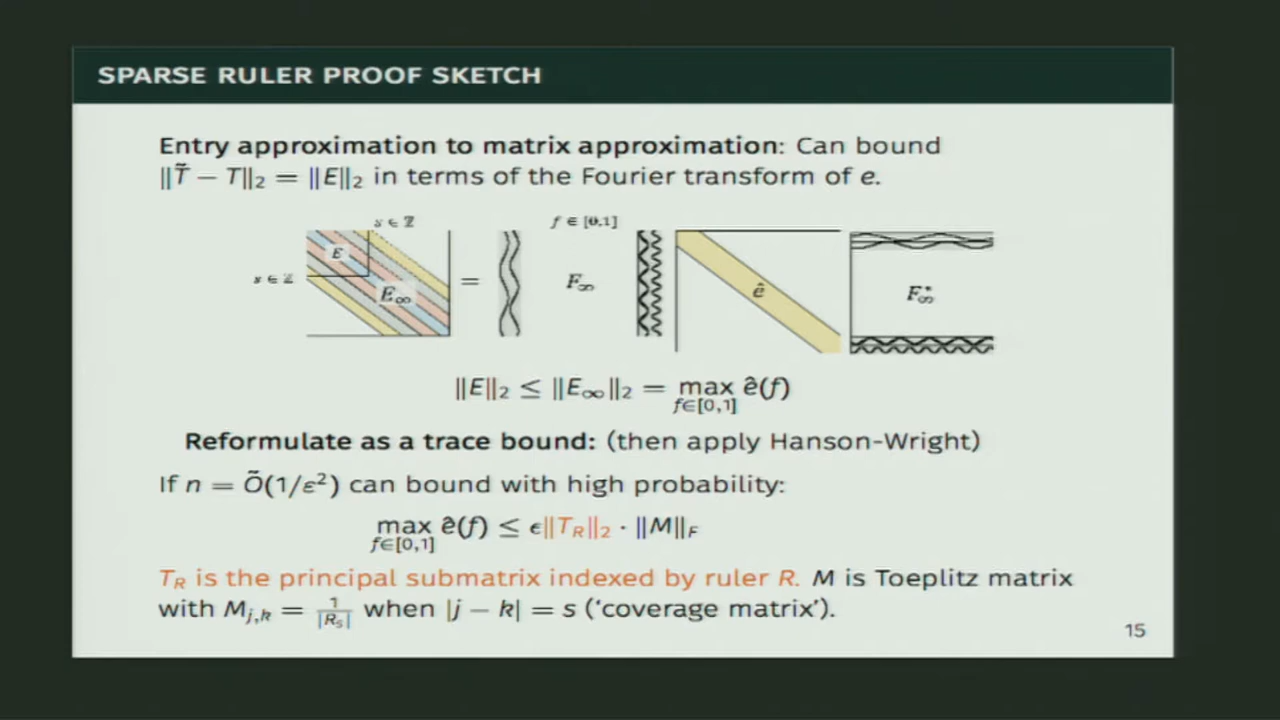 SPARSE RULER PROOF SKETCH
Entry approximation to matrix approximation: Can bound
‖T̃ − T‖₂ = ‖E‖₂ in terms of the Fourier transform of e.
s ∈ ℤ
f ∈ [0,1]
E
s ∈ ℤ
E∞
=
F∞
ê
F∞*
‖E‖₂ ≤ ‖E∞‖₂ = max ê(f)
f∈[0,1]
Reformulate as a trace bound: (then apply Hanson-Wright)
If n = Õ(1/ε²) can bound with high probability:
max ê(f) ≤ ϵ‖T_R‖₂ · ‖M‖_F
f∈[0,1]
T_R is the principal submatrix indexed by ruler R. M is Toeplitz matrix
with M_{j,k} = 1/|R_s| when |j − k| = s ('coverage matrix').
15